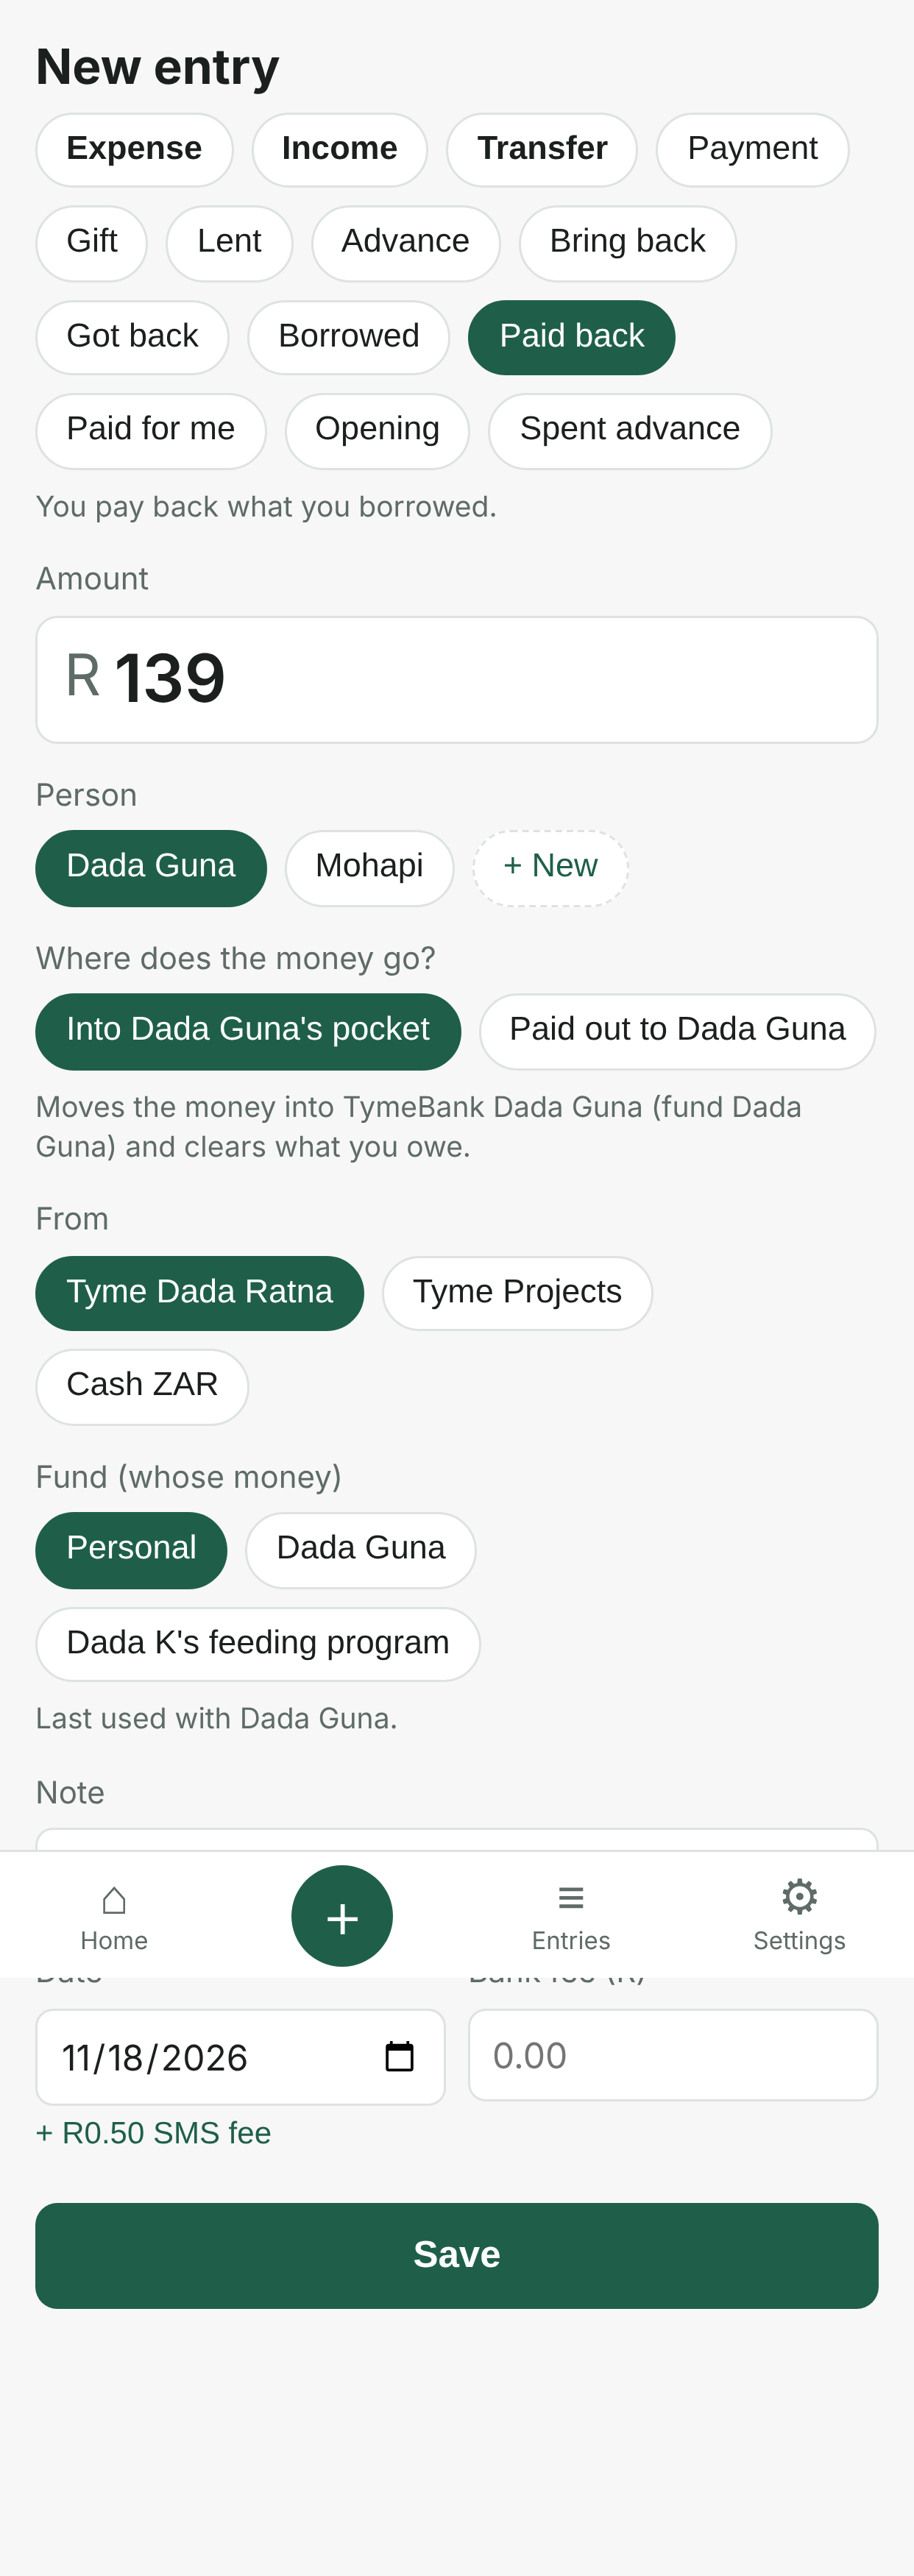 New entry
Expense Income Transfer Payment
Gift Lent Advance Bring back
Got back Borrowed Paid back
Paid for me Opening Spent advance
You pay back what you borrowed.
Amount
R 139
Person
Dada Guna Mohapi + New
Where does the money go?
Into Dada Guna's pocket Paid out to Dada Guna
Moves the money into TymeBank Dada Guna (fund Dada
Guna) and clears what you owe.
From
Tyme Dada Ratna Tyme Projects
Cash ZAR
Fund (whose money)
Personal Dada Guna
Dada K's feeding program
Last used with Dada Guna.
Note
Home + Entries Settings
11/18/2026 0.00
+ R0.50 SMS fee
Save